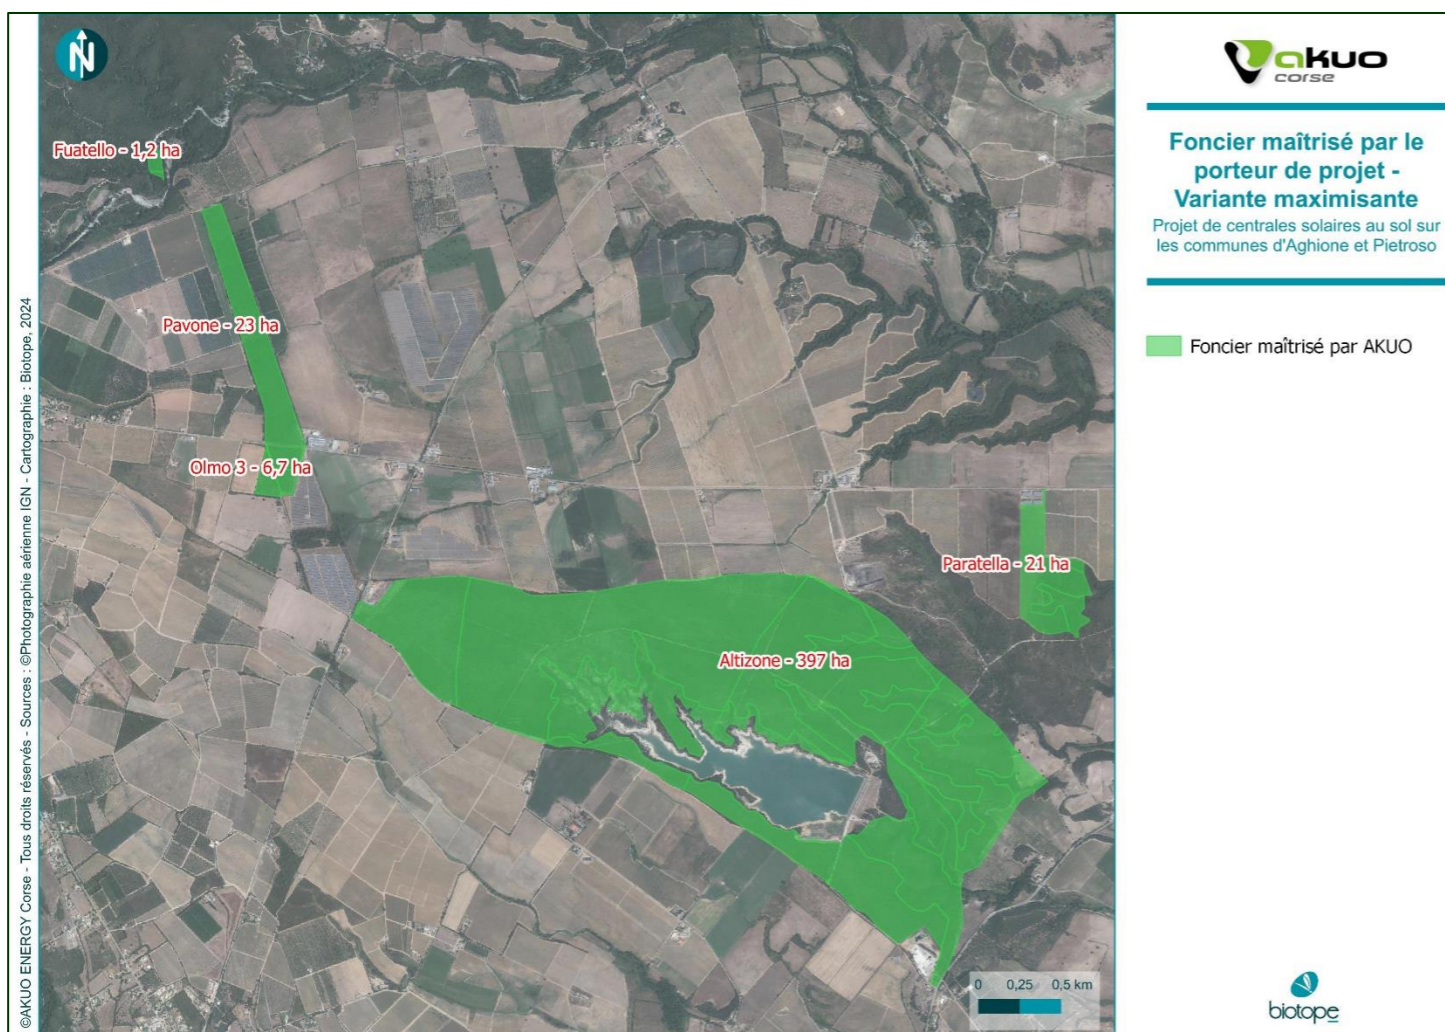 N
Fuatello - 1,2 ha
Pavone - 23 ha
Olmo 3 - 6,7 ha
Paratella - 21 ha
Altizone - 397 ha
0 0,25 0,5 km
©AKUO ENERGY Corse - Tous droits réservés - Sources : ©Photographie aérienne IGN - Cartographie : Biotope, 2024
akuo
corse
Foncier maîtrisé par le
porteur de projet -
Variante maximisante
Projet de centrales solaires au sol sur
les communes d'Aghione et Pietroso
Foncier maîtrisé par AKUO
biotope